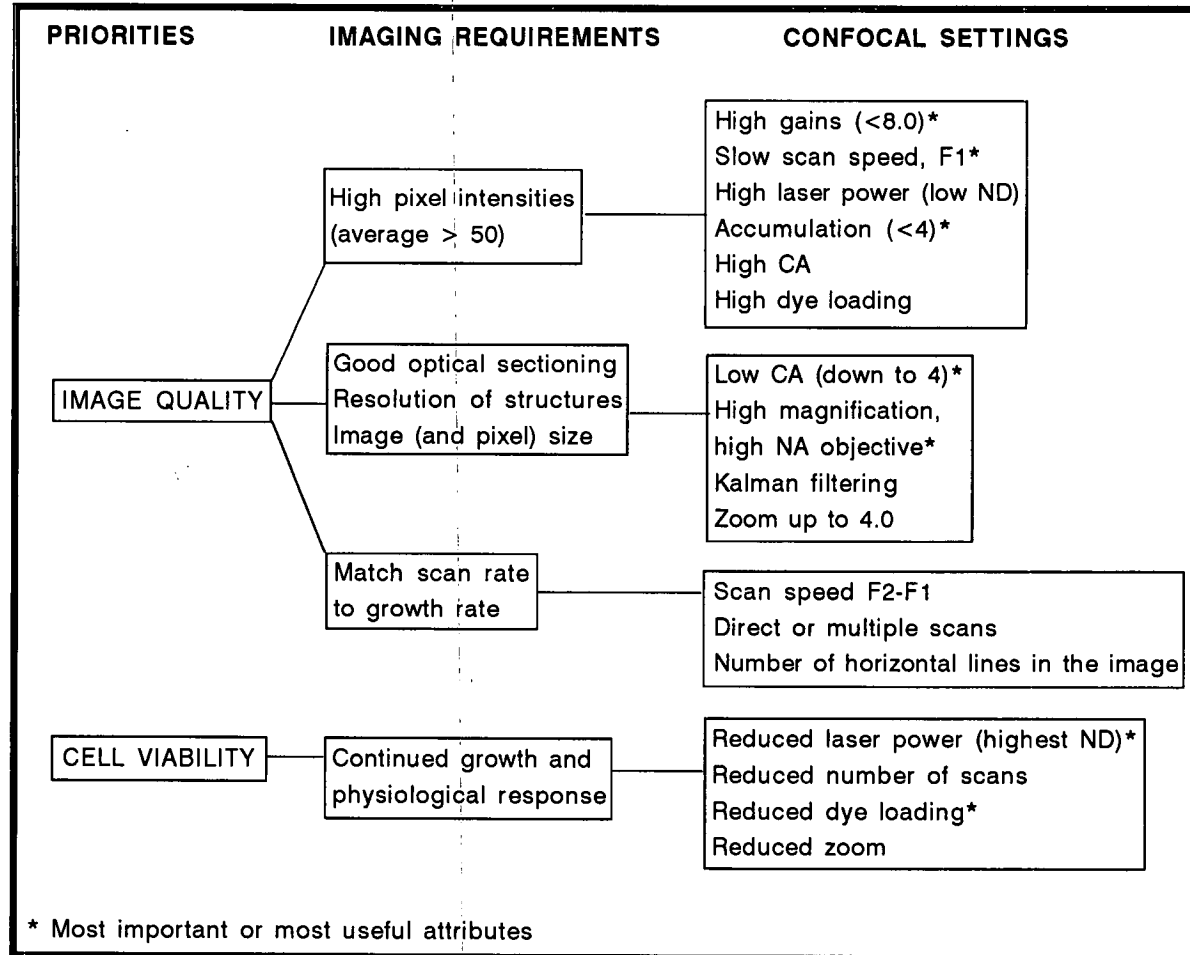 PRIORITIES
IMAGING REQUIREMENTS
CONFOCAL SETTINGS
High pixel intensities
(average > 50)
High gains (<8.0)*
Slow scan speed, F1*
High laser power (low ND)
Accumulation (<4)*
High CA
High dye loading
IMAGE QUALITY
Good optical sectioning
Resolution of structures
Image (and pixel) size
Low CA (down to 4)*
High magnification,
high NA objective*
Kalman filtering
Zoom up to 4.0
Match scan rate
to growth rate
Scan speed F2-F1
Direct or multiple scans
Number of horizontal lines in the image
CELL VIABILITY
Continued growth and
physiological response
Reduced laser power (highest ND)*
Reduced number of scans
Reduced dye loading*
Reduced zoom
* Most important or most useful attributes